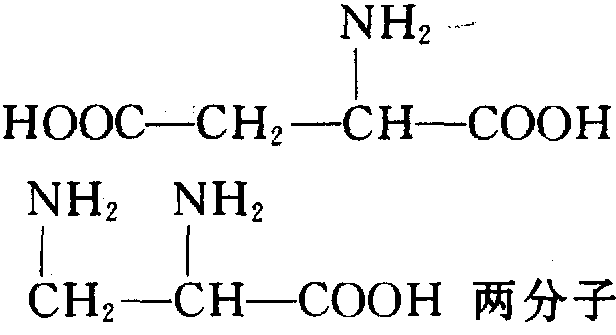 NH₂
HOOC—CH₂—CH—COOH
NH₂ NH₂
CH₂—CH—COOH 两分子